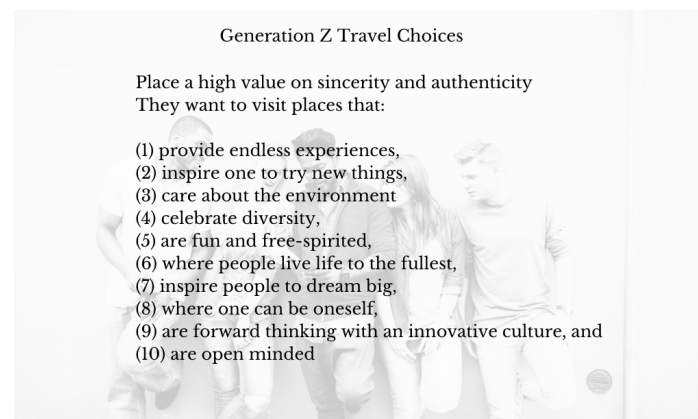 Generation Z Travel Choices
Place a high value on sincerity and authenticity
They want to visit places that:
(1) provide endless experiences,
(2) inspire one to try new things,
(3) care about the environment
(4) celebrate diversity,
(5) are fun and free-spirited,
(6) where people live life to the fullest,
(7) inspire people to dream big,
(8) where one can be oneself,
(9) are forward thinking with an innovative culture, and
(10) are open minded